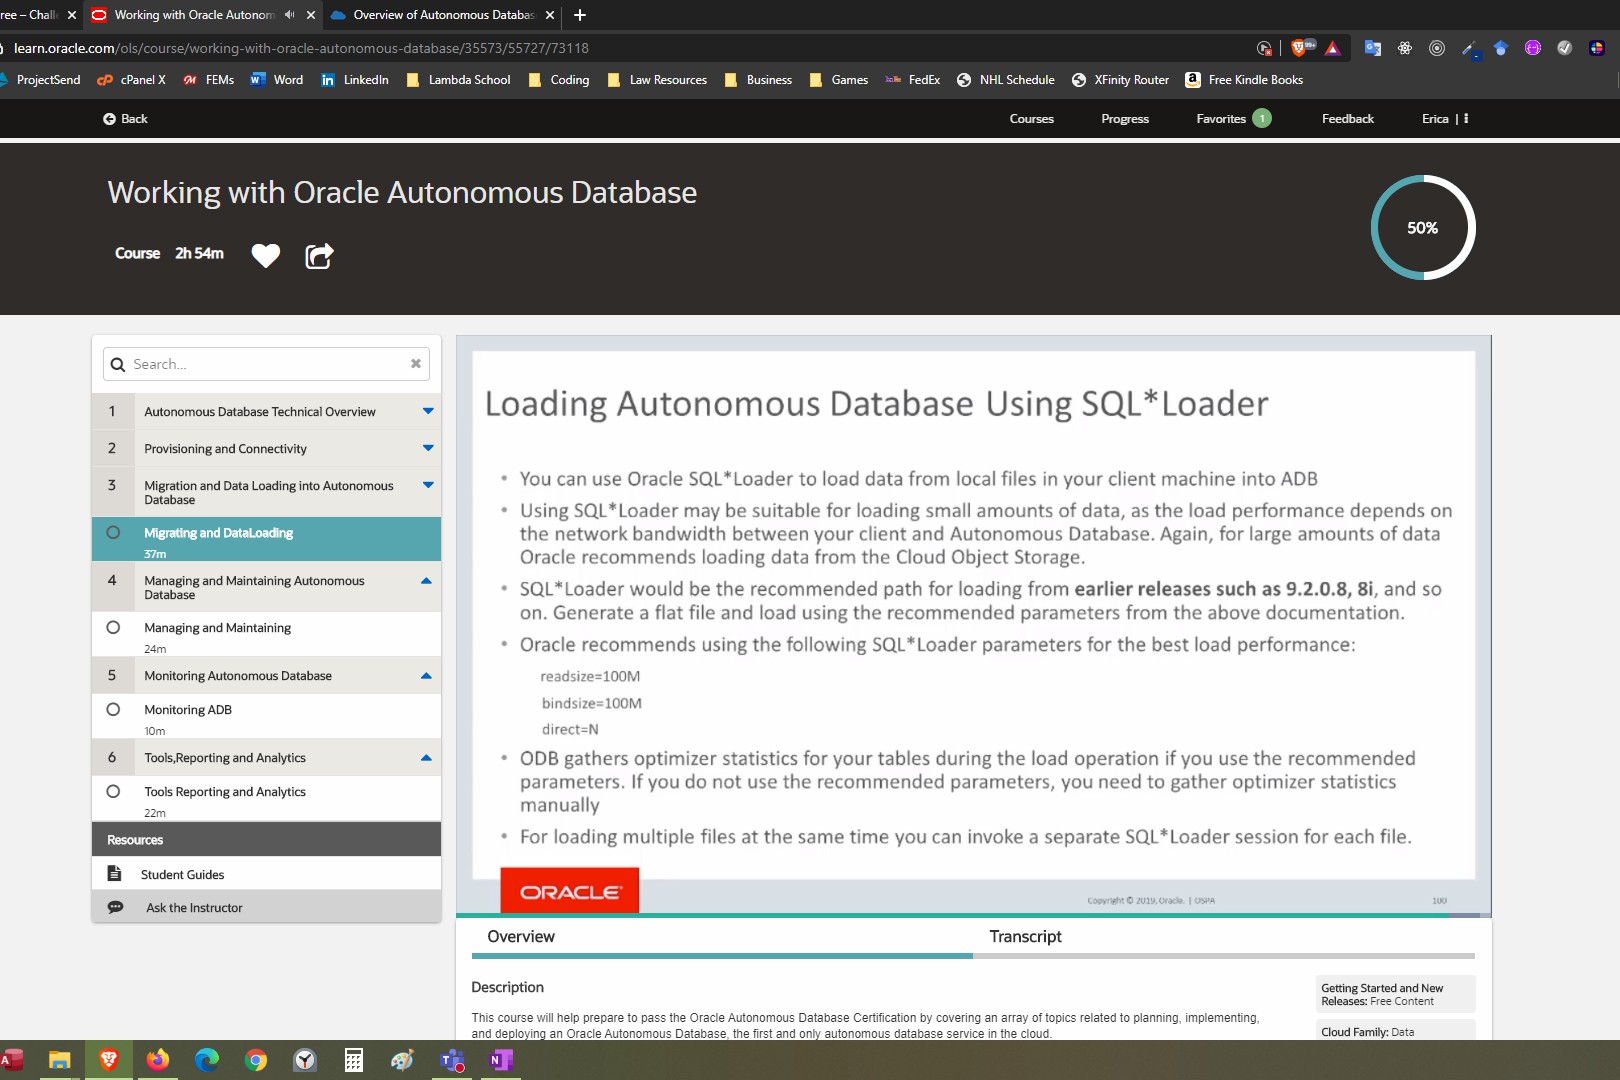 ree – Chall
Working with Oracle Autonom
Overview of Autonomous Databas
learn.oracle.com/ols/course/working-with-oracle-autonomous-database/35573/55727/73118
99+
ProjectSend
cPanel X
FEMs
Word
LinkedIn
Lambda School
Coding
Law Resources
Business
Games
FedEx
NHL Schedule
XFinity Router
Free Kindle Books
Back
Courses
Progress
Favorites 1
Feedback
Erica |
Working with Oracle Autonomous Database
Course 2h 54m
50%
Search...
1 Autonomous Database Technical Overview
2 Provisioning and Connectivity
3 Migration and Data Loading into Autonomous
Database
Migrating and DataLoading
37m
4 Managing and Maintaining Autonomous
Database
Managing and Maintaining
24m
5 Monitoring Autonomous Database
Monitoring ADB
10m
6 Tools,Reporting and Analytics
Tools Reporting and Analytics
22m
Resources
Student Guides
Ask the Instructor
Loading Autonomous Database Using SQL*Loader
• You can use Oracle SQL*Loader to load data from local files in your client machine into ADB
• Using SQL*Loader may be suitable for loading small amounts of data, as the load performance depends on
the network bandwidth between your client and Autonomous Database. Again, for large amounts of data
Oracle recommends loading data from the Cloud Object Storage.
• SQL*Loader would be the recommended path for loading from earlier releases such as 9.2.0.8, 8i, and so
on. Generate a flat file and load using the recommended parameters from the above documentation.
• Oracle recommends using the following SQL*Loader parameters for the best load performance:
readsize=100M
bindsize=100M
direct=N
• ODB gathers optimizer statistics for your tables during the load operation if you use the recommended
parameters. If you do not use the recommended parameters, you need to gather optimizer statistics
manually
• For loading multiple files at the same time you can invoke a separate SQL*Loader session for each file.
ORACLE
Copyright © 2019, Oracle. | OSPA
100
Overview
Transcript
Description
This course will help prepare to pass the Oracle Autonomous Database Certification by covering an array of topics related to planning, implementing,
and deploying an Oracle Autonomous Database, the first and only autonomous database service in the cloud.
Getting Started and New
Releases: Free Content
Cloud Family: Data